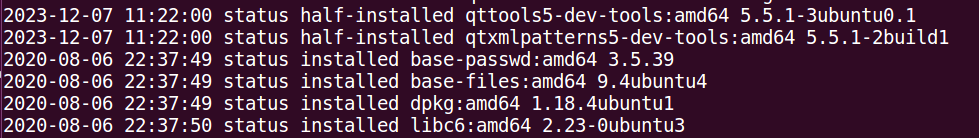 2023-12-07 11:22:00 status half-installed qttools5-dev-tools:amd64 5.5.1-3ubuntu0.1
2023-12-07 11:22:00 status half-installed qtxmlpatterns5-dev-tools:amd64 5.5.1-2build1
2020-08-06 22:37:49 status installed base-passwd:amd64 3.5.39
2020-08-06 22:37:49 status installed base-files:amd64 9.4ubuntu4
2020-08-06 22:37:49 status installed dpkg:amd64 1.18.4ubuntu1
2020-08-06 22:37:50 status installed libc6:amd64 2.23-0ubuntu3